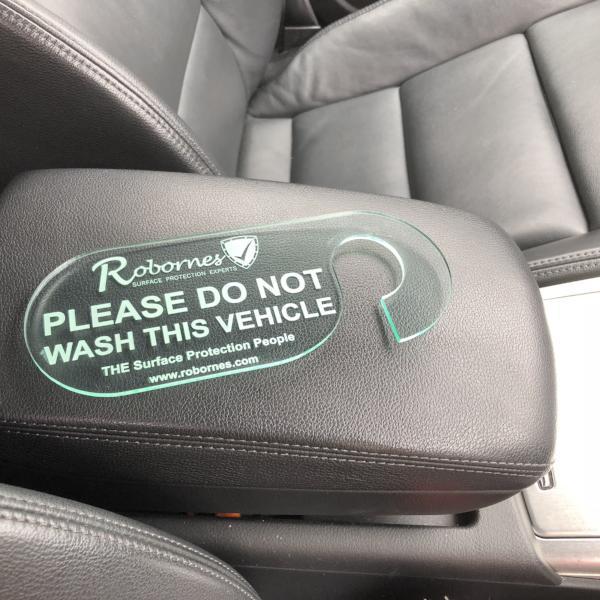 Robornes
SURFACE PROTECTION EXPERTS
PLEASE DO NOT
WASH THIS VEHICLE
THE Surface Protection People
www.robornes.com